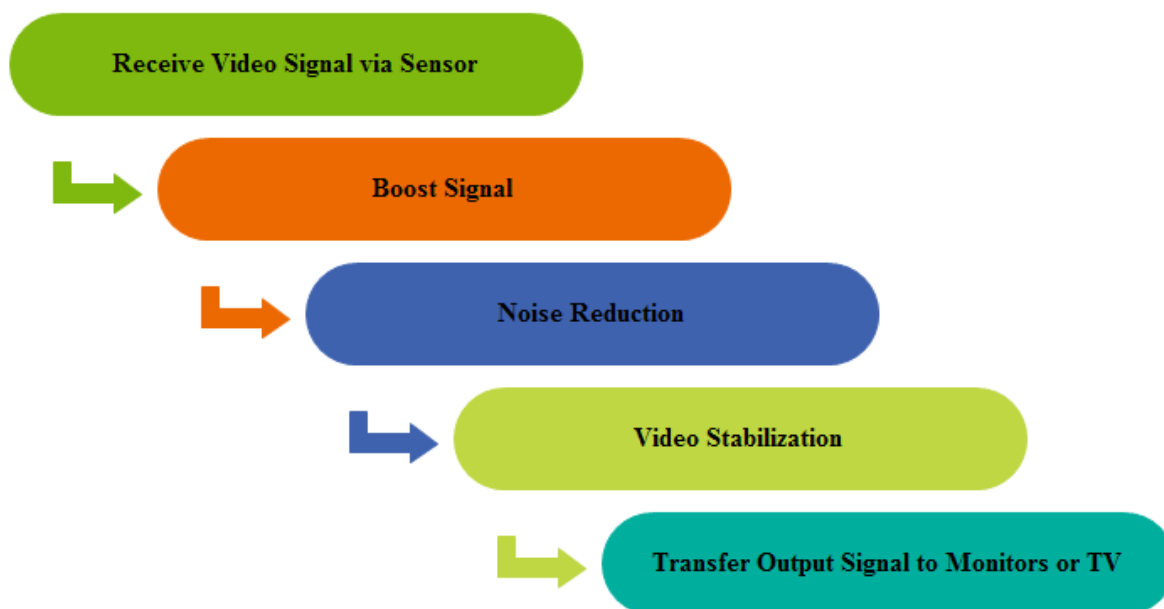 Receive Video Signal via Sensor
Boost Signal
Noise Reduction
Video Stabilization
Transfer Output Signal to Monitors or TV